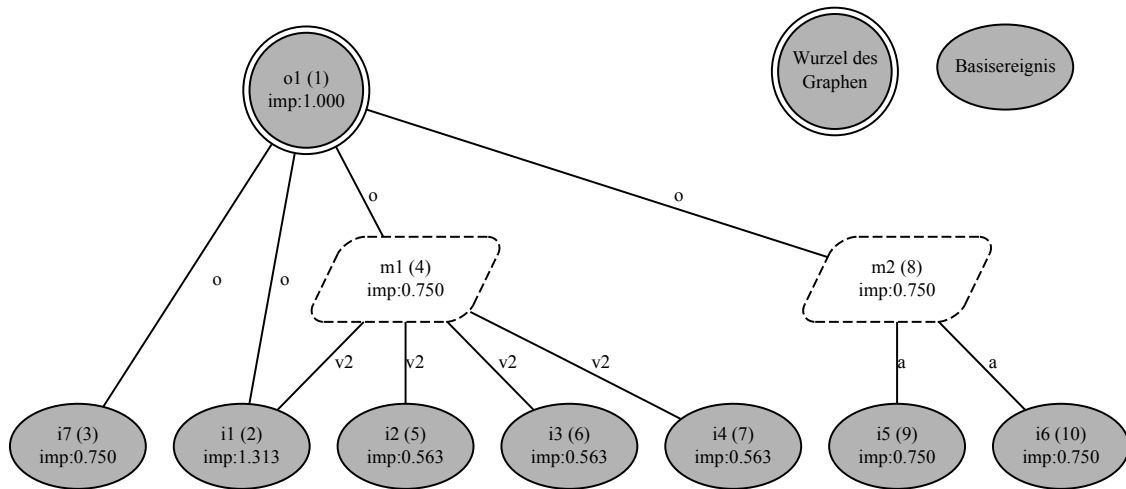 o1 (1)
imp:1.000
Wurzel des
Graphen
Basisereignis
o
o
o
o
m1 (4)
imp:0.750
m2 (8)
imp:0.750
v2
v2
v2
v2
a
a
i7 (3)
imp:0.750
i1 (2)
imp:1.313
i2 (5)
imp:0.563
i3 (6)
imp:0.563
i4 (7)
imp:0.563
i5 (9)
imp:0.750
i6 (10)
imp:0.750